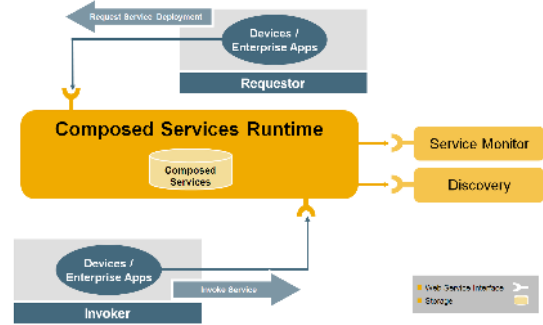 Request Service Deployment
Devices /
Enterprise Apps
Requestor
Composed Services Runtime
Composed
Services
Service Monitor
Discovery
Devices /
Enterprise Apps
Invoke Service
Invoker
Web Service Interface
Storage